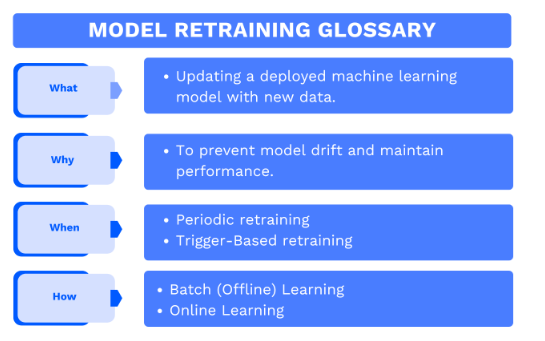 MODEL RETRAINING GLOSSARY
What
• Updating a deployed machine learning
model with new data.
Why
• To prevent model drift and maintain
performance.
When
• Periodic retraining
• Trigger-Based retraining
How
• Batch (Offline) Learning
• Online Learning